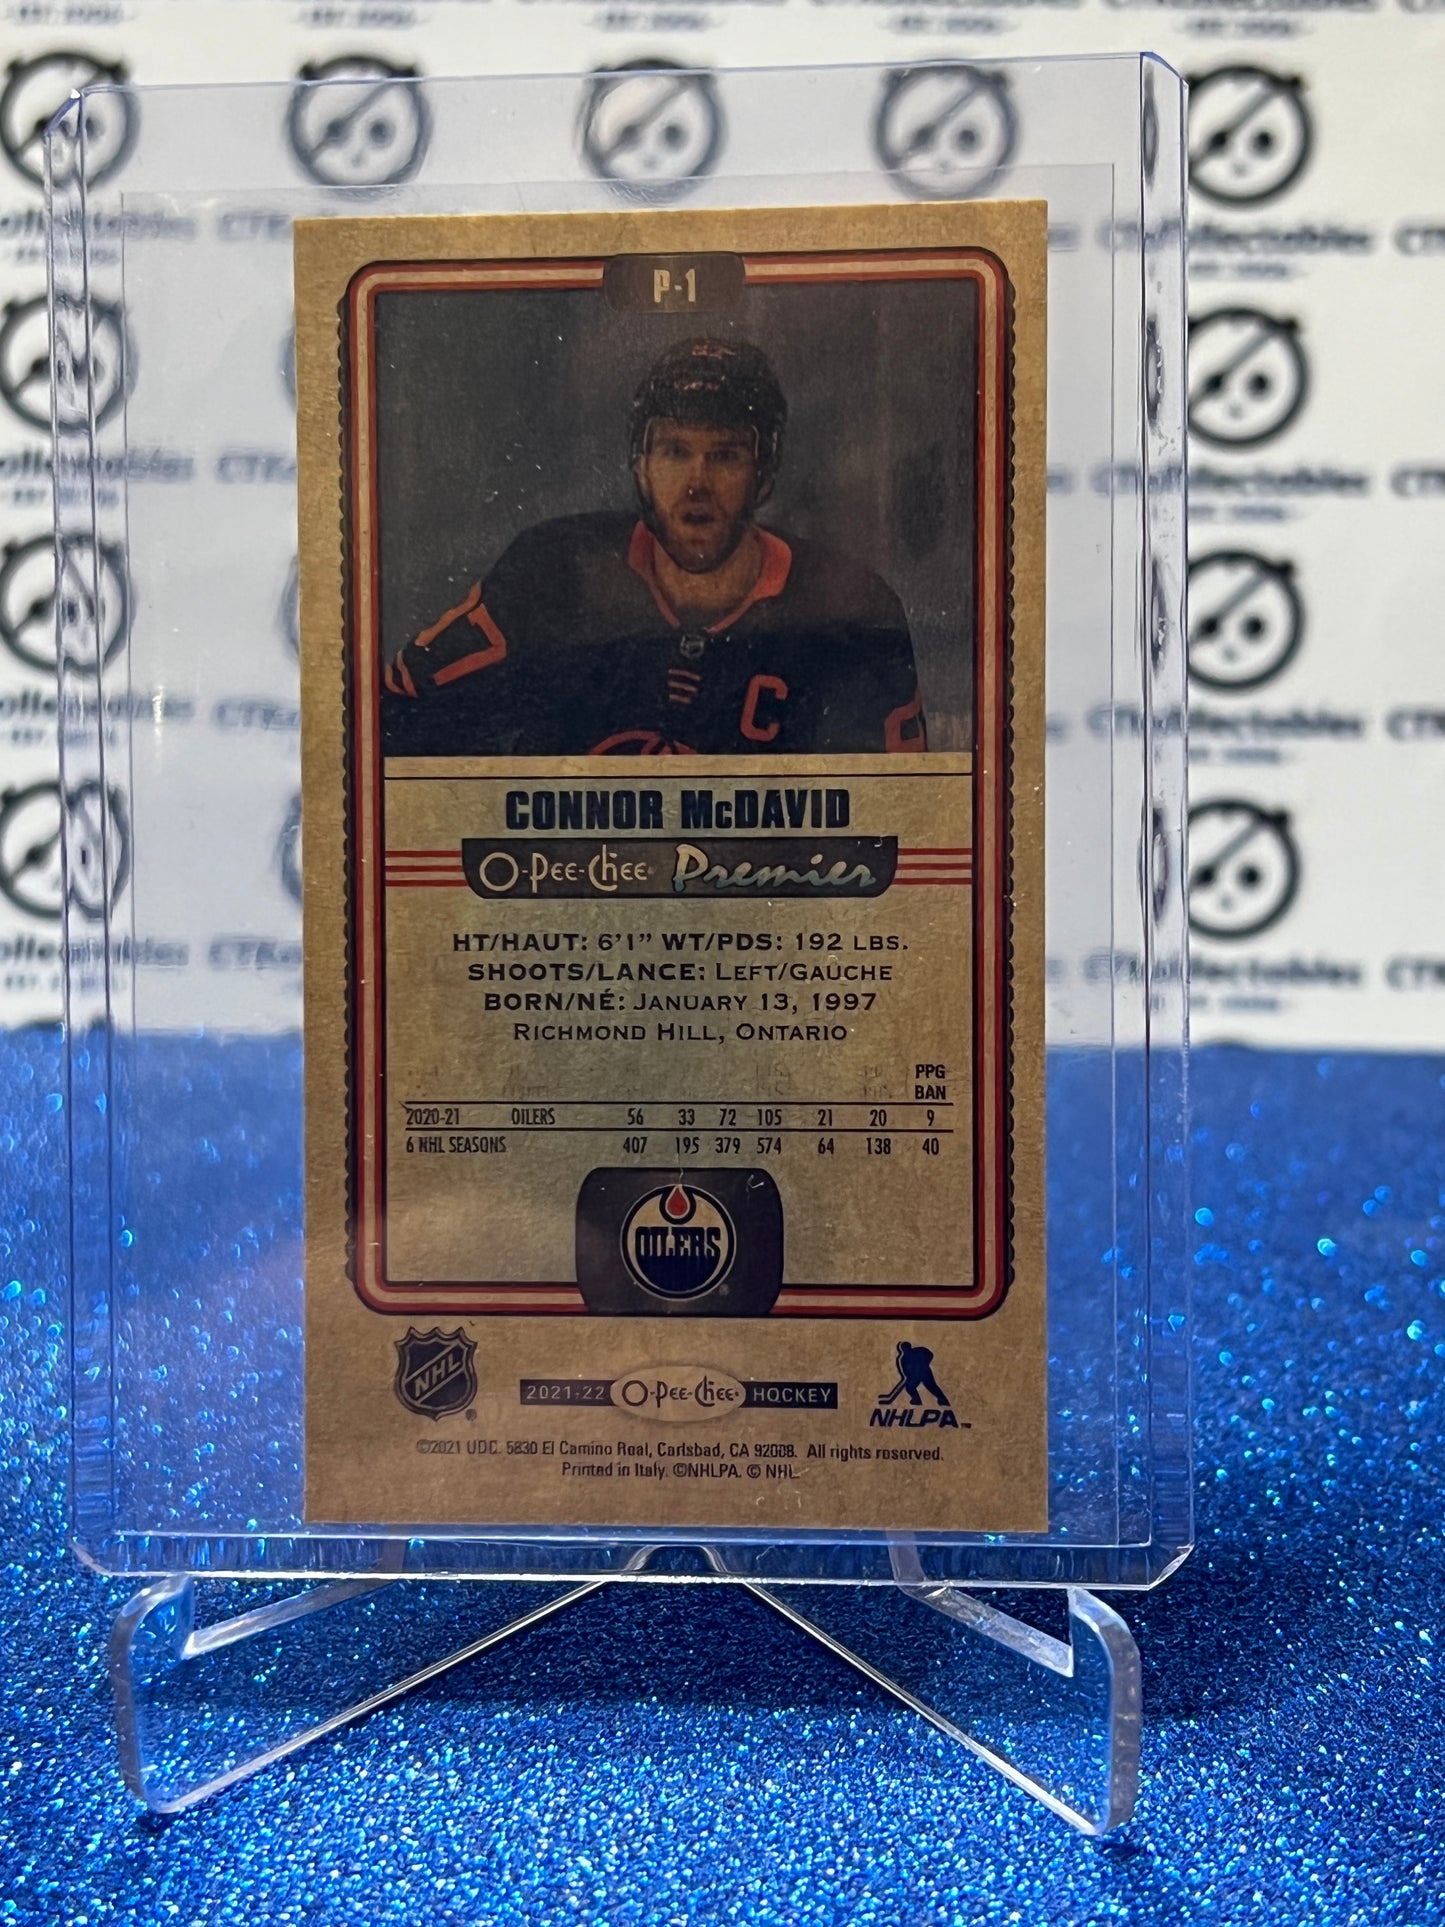 P-1
C
CONNOR McDAVID
O-Pee-Chee Premier
HT/HAUT: 6'1" WT/PDS: 192 LBS.
SHOOTS/LANCE: LEFT/GAUCHE
BORN/NÉ: JANUARY 13, 1997
RICHMOND HILL, ONTARIO
PPG
BAN
2020-21 OILERS 56 33 72 105 21 20 9
6 NHL SEASONS 407 195 379 574 64 138 40
OILERS
NHL
2021-22 O-Pee-Chee HOCKEY
NHLPA
©2021 UDC. 5830 El Camino Real, Carlsbad, CA 92008. All rights reserved.
Printed in Italy. ©NHLPA. © NHL.